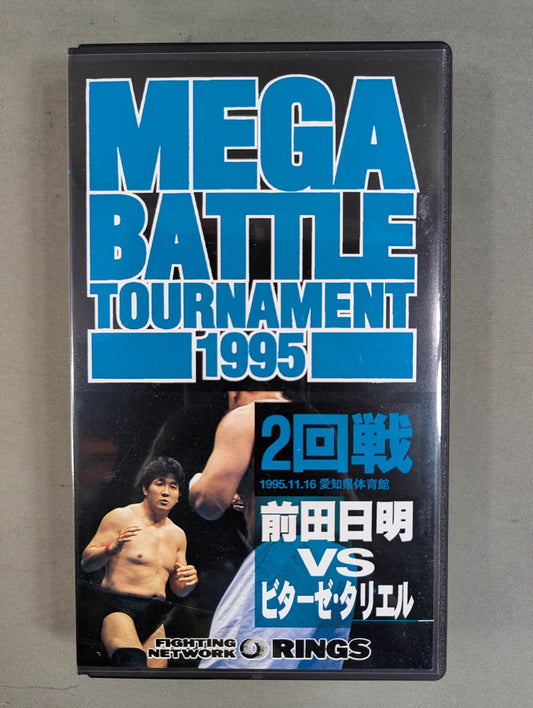 MEGA
BATTLE
TOURNAMENT
1995
2回戦
1995.11.16 愛知県体育館
前田日明
VS
ビターゼ・タリエル
FIGHTING
NETWORK RINGS